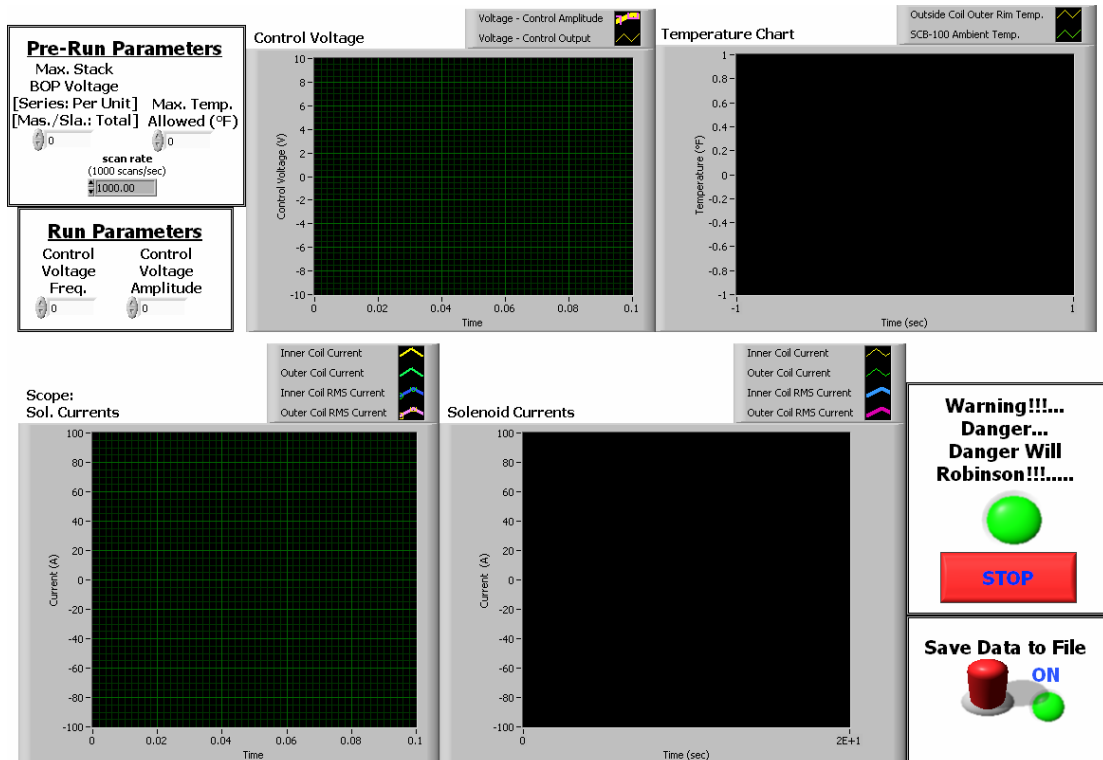 Pre-Run Parameters
Max. Stack
BOP Voltage
[Series: Per Unit]
[Mas./Sla.: Total]
0
Max. Temp.
Allowed (°F)
0
scan rate
(1000 scans/sec)
1000.00
Run Parameters
Control
Voltage
Freq.
0
Control
Voltage
Amplitude
0
Control Voltage
Voltage - Control Amplitude
Voltage - Control Output
Control Voltage (V)
10
8
6
4
2
0
-2
-4
-6
-8
-10
0
0.02
0.04
0.06
0.08
0.1
Time
Temperature Chart
Outside Coil Outer Rim Temp.
SCB-100 Ambient Temp.
Temperature (°F)
1
0.8
0.6
0.4
0.2
0
-0.2
-0.4
-0.6
-0.8
-1
-1
1
Time (sec)
Scope:
Sol. Currents
Inner Coil Current
Outer Coil Current
Inner Coil RMS Current
Outer Coil RMS Current
Current (A)
100
80
60
40
20
0
-20
-40
-60
-80
-100
0
0.02
0.04
0.06
0.08
0.1
Time
Solenoid Currents
Inner Coil Current
Outer Coil Current
Inner Coil RMS Current
Outer Coil RMS Current
Current (A)
100
80
60
40
20
0
-20
-40
-60
-80
-100
0
2E+1
Time (sec)
Warning!!!...
Danger...
Danger Will
Robinson!!!.....
STOP
Save Data to File
ON